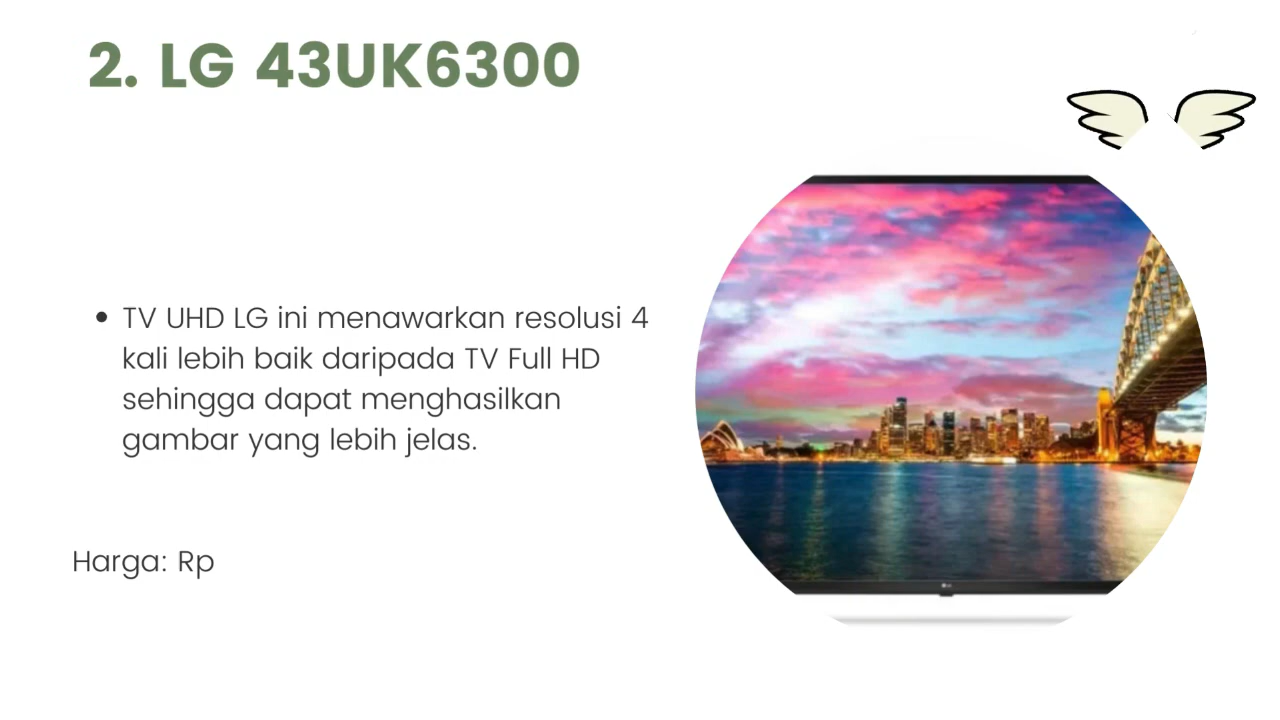 2. LG 43UK6300
• TV UHD LG ini menawarkan resolusi 4
kali lebih baik daripada TV Full HD
sehingga dapat menghasilkan
gambar yang lebih jelas.
Harga: Rp